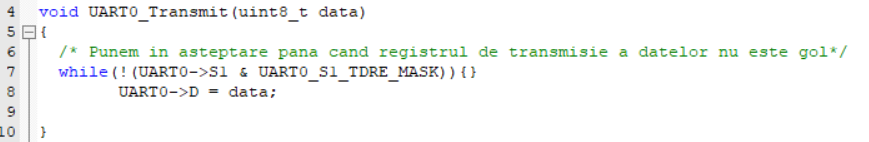 4 void UART0_Transmit(uint8_t data)
5 {
6 /* Punem in asteptare pana cand registrul de transmisie a datelor nu este gol*/
7 while(!(UART0->S1 & UART0_S1_TDRE_MASK)){}
8 UART0->D = data;
9
10 }